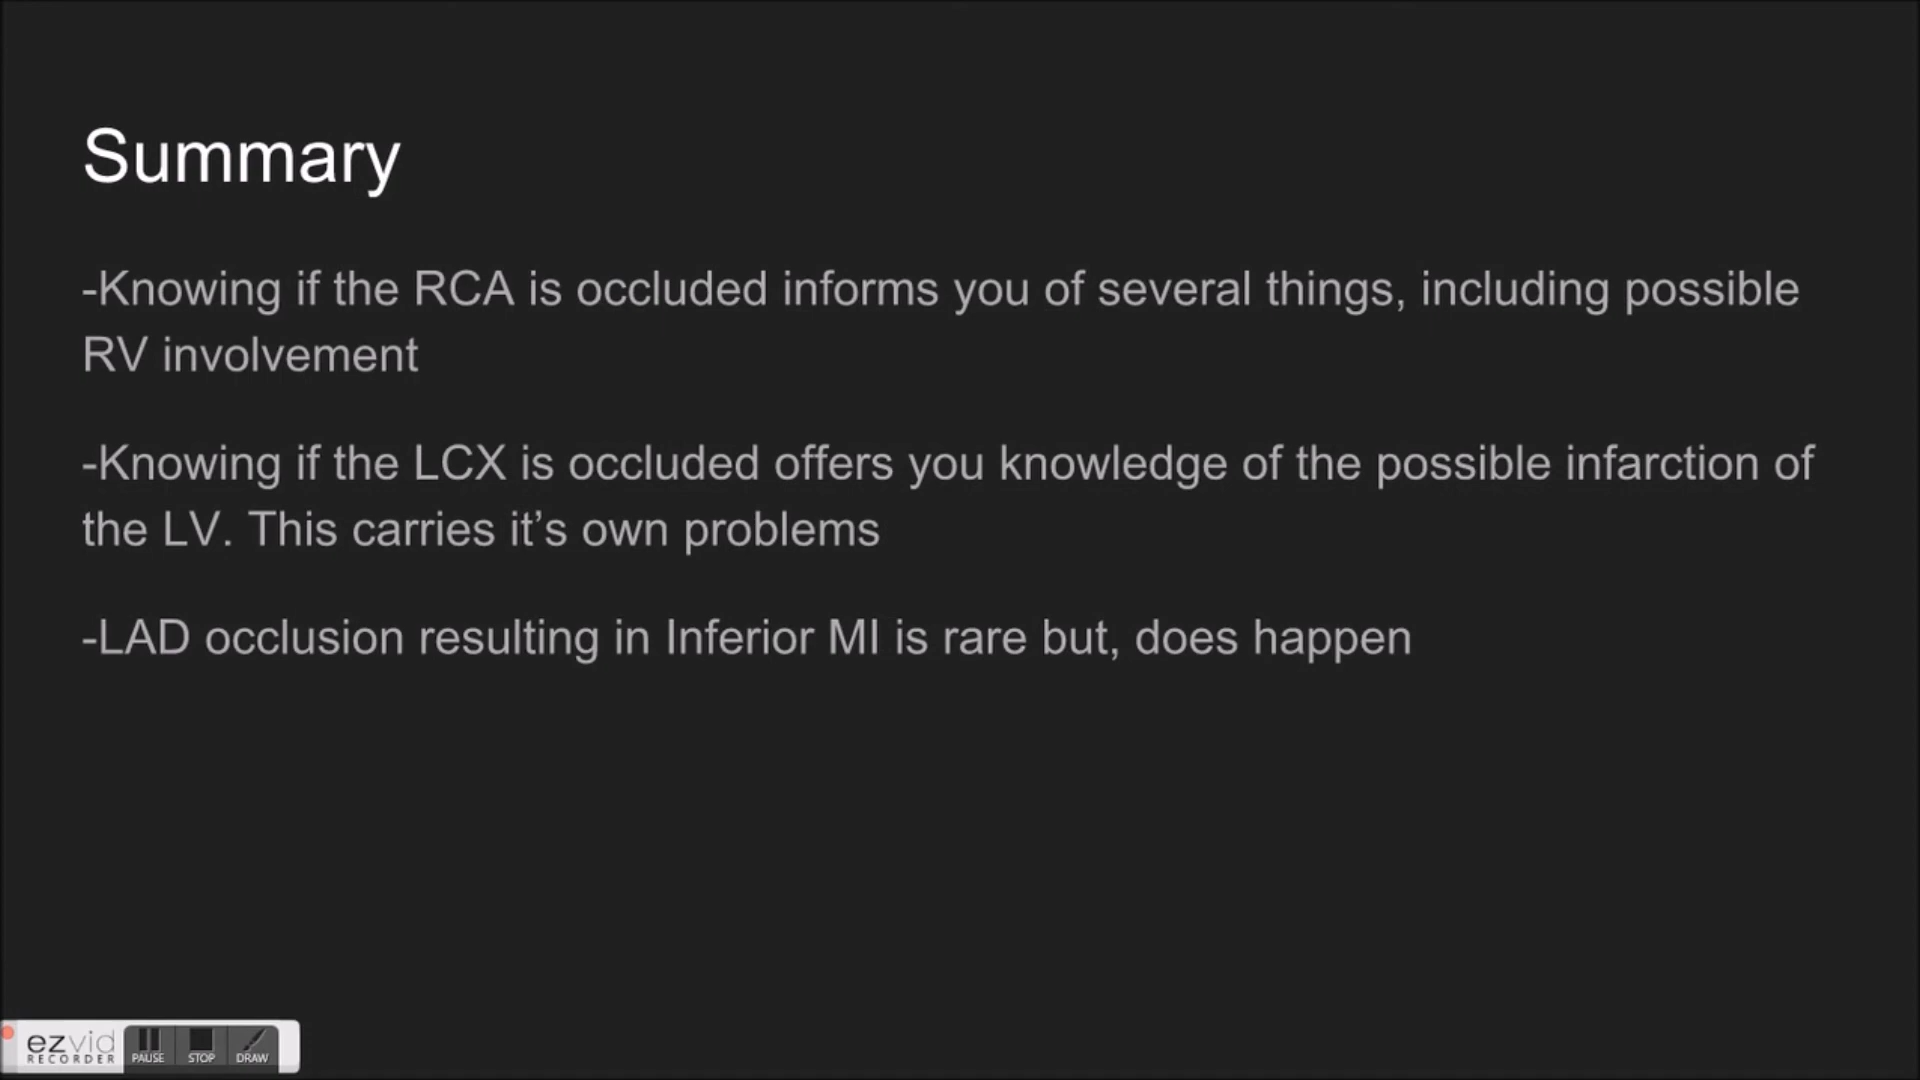 Summary
-Knowing if the RCA is occluded informs you of several things, including possible
RV involvement
-Knowing if the LCX is occluded offers you knowledge of the possible infarction of
the LV. This carries it’s own problems
-LAD occlusion resulting in Inferior MI is rare but, does happen
ezvid
RECORDER
PAUSE STOP DRAW